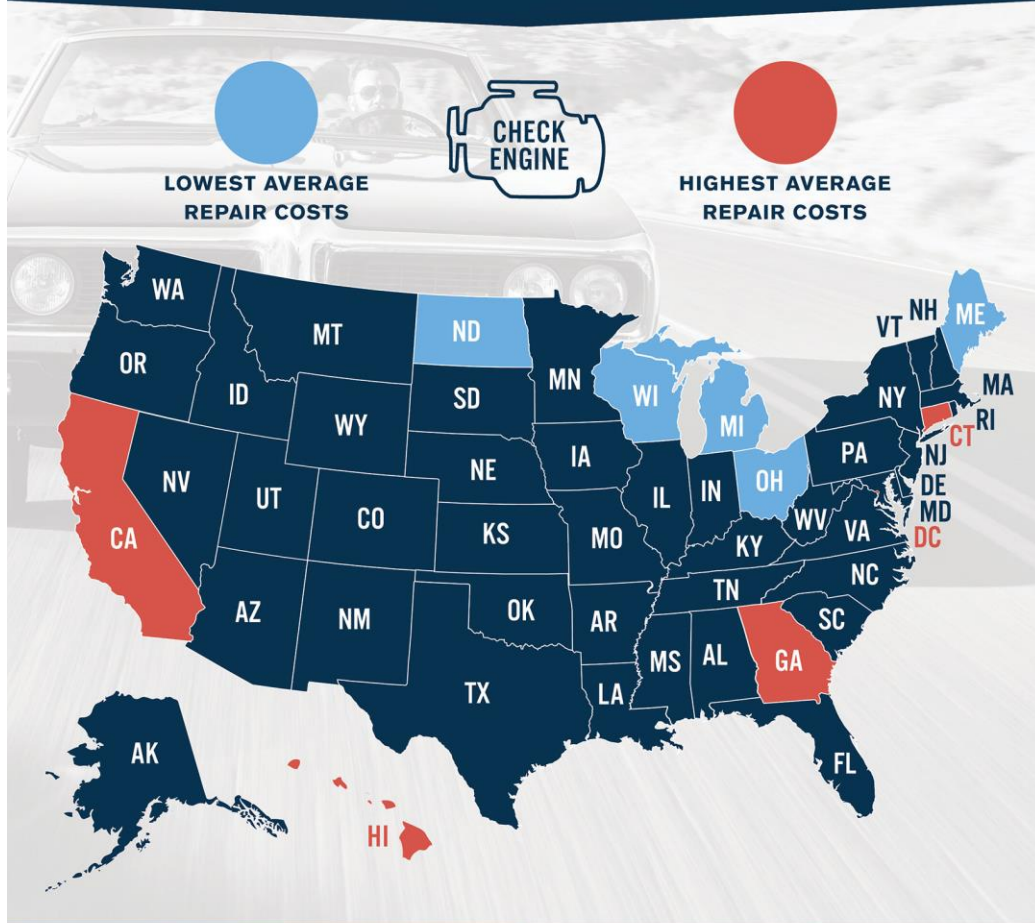 CHECK
ENGINE
LOWEST AVERAGE
REPAIR COSTS
HIGHEST AVERAGE
REPAIR COSTS
WA
MT
ND
MN
OR
ID
WY
SD
WI
MI
VT
NH
ME
NY
MA
RI
CT
NV
UT
CO
NE
KS
IA
IL
IN
OH
PA
NJ
DE
MD
DC
CA
MO
KY
WV
VA
AZ
NM
OK
AR
TN
NC
SC
TX
LA
MS
AL
GA
FL
AK
HI